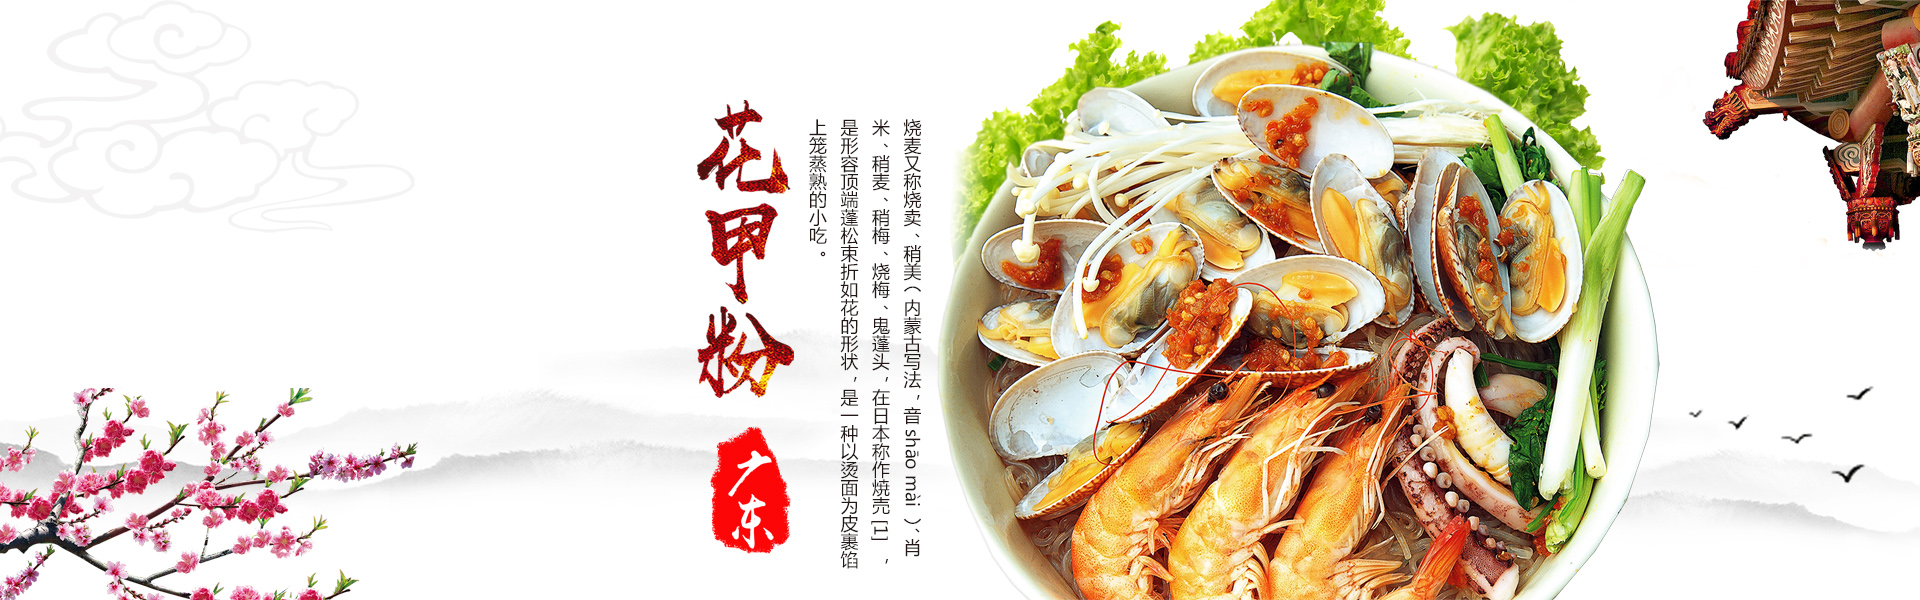 花甲粉
广东
烧麦又称烧卖、稍美（内蒙古写法，音shāo mài ）、肖
米、稍麦、稍梅、烧梅、鬼蓬头，在日本称作焼売[1] ，
是形容顶端蓬松束折如花的形状，是一种以烫面为皮裹馅
上笼蒸熟的小吃。